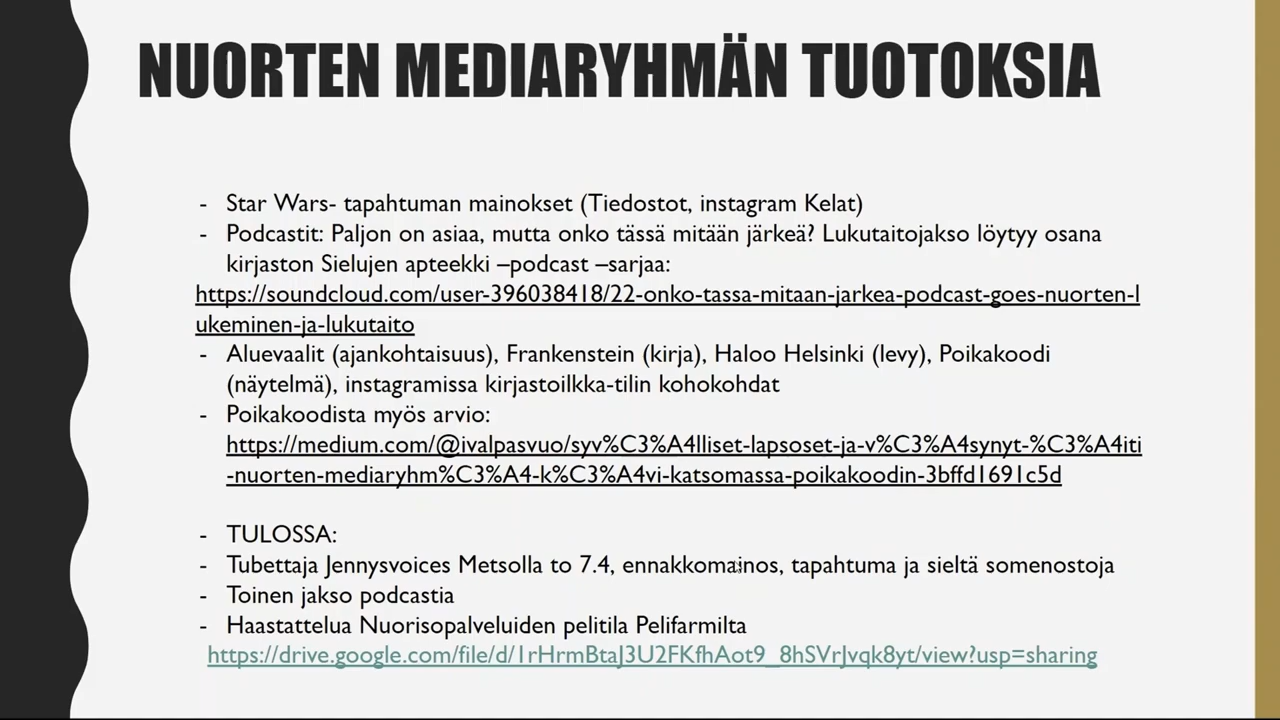 NUORTEN MEDIARYHMÄN TUOTOKSIA
- Star Wars- tapahtuman mainokset (Tiedostot, instagram Kelat)
- Podcastit: Paljon on asiaa, mutta onko tässä mitään järkeä? Lukutaitojakso löytyy osana
kirjaston Sielujen apteekki –podcast –sarjaa:
https://soundcloud.com/user-396038418/22-onko-tassa-mitaan-jarkea-podcast-goes-nuorten-l
ukeminen-ja-lukutaito
- Aluevaalit (ajankohtaisuus), Frankenstein (kirja), Haloo Helsinki (levy), Poikakoodi
(näytelmä), instagramissa kirjastoilkka-tilin kohokohdat
- Poikakoodista myös arvio:
https://medium.com/@ivalpasvuo/syv%C3%A4lliset-lapsoset-ja-v%C3%A4synyt-%C3%A4iti
-nuorten-mediaryhm%C3%A4-k%C3%A4vi-katsomassa-poikakoodin-3bffd1691c5d
- TULOSSA:
- Tubettaja Jennysvoices Metsolla to 7.4, ennakkomainos, tapahtuma ja sieltä somenostoja
- Toinen jakso podcastia
- Haastattelua Nuorisopalveluiden pelitila Pelifarmilta
https://drive.google.com/file/d/1rHrmBtaJ3U2FKfhAot9_8hSVrJvqk8yt/view?usp=sharing